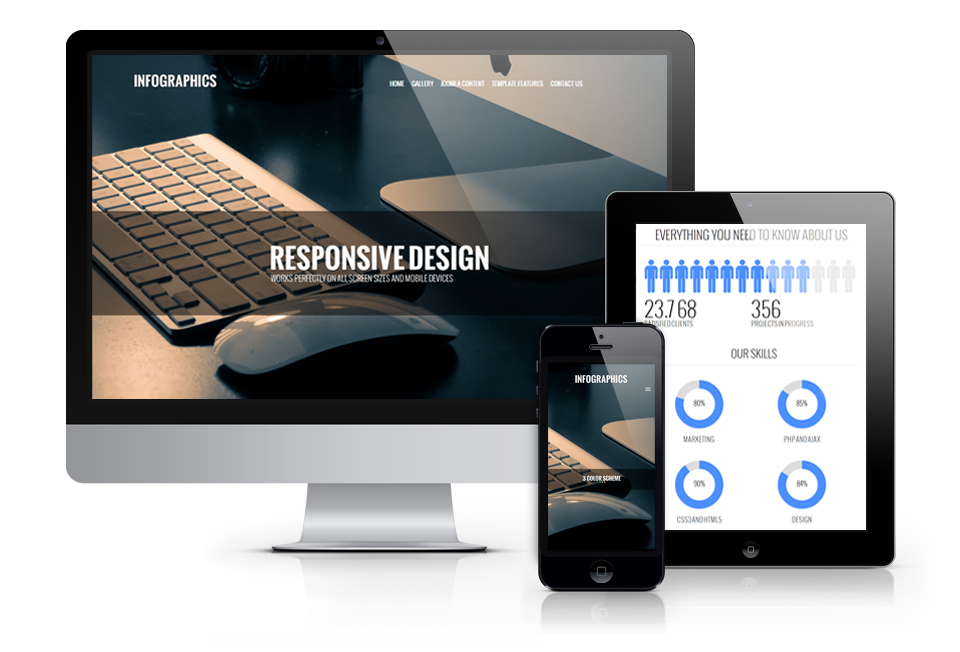 INFOGRAPHICS
HOME GALLERY JOOMLA CONTENT TEMPLATE FEATURES CONTACT US
RESPONSIVE DESIGN
WORKS PERFECTLY ON ALL SCREEN SIZES AND MOBILE DEVICES
EVERYTHING YOU NEED TO KNOW ABOUT US
23.768 356
CLIENTS PROJECTS IN PROGRESS
OUR SKILLS
80% 85%
MARKETING PHP AND AJAX
90% 84%
CSS3 AND HTML5 DESIGN
INFOGRAPHICS
3 COLOR SCHEME